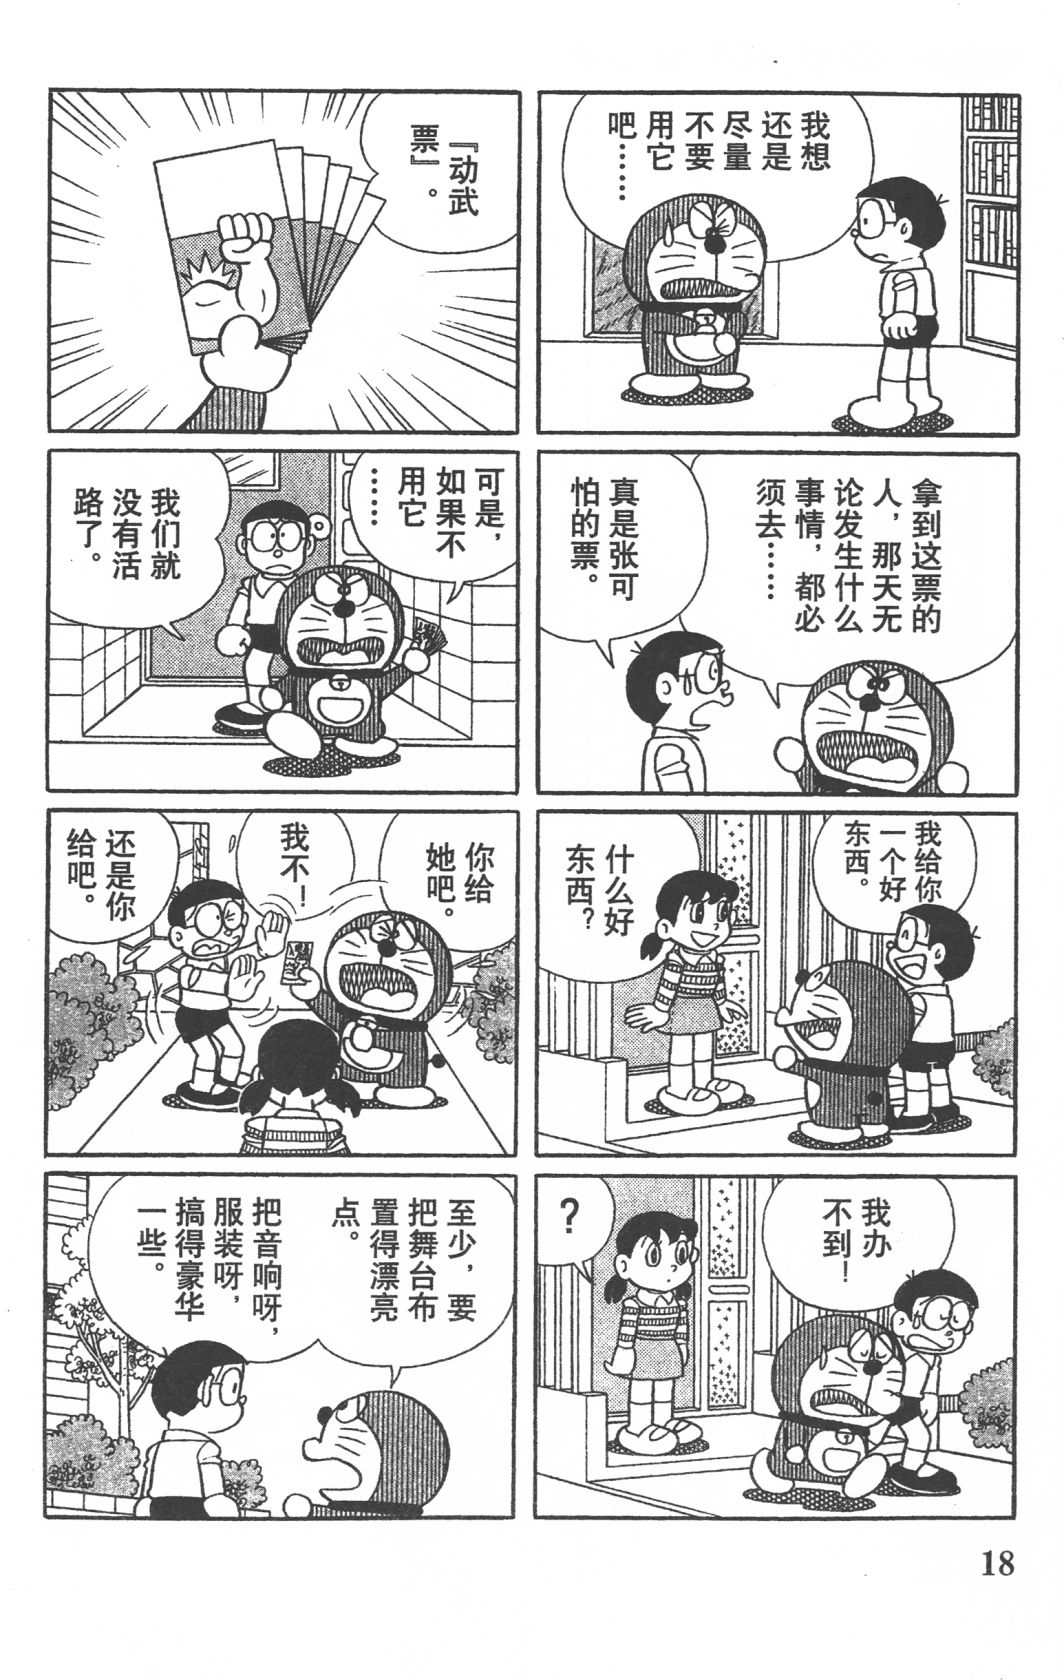 我想
还是
尽量
不要
用它
吧……
『动武
票』。
拿到这票的
人，那天无
论发生什么
事情，都必
须去……
真是张可
怕的票。
可是，
如果不
用它
……
我们就
没有活
路了。
我给你
一个好
东西。
什么好
东西？
你给
她吧。
我不！
还是你
给吧。
我办
不到！
？
至少，要
把舞台布
置得漂亮
点。
把音响呀，
服装呀，
搞得豪华
一些。
18